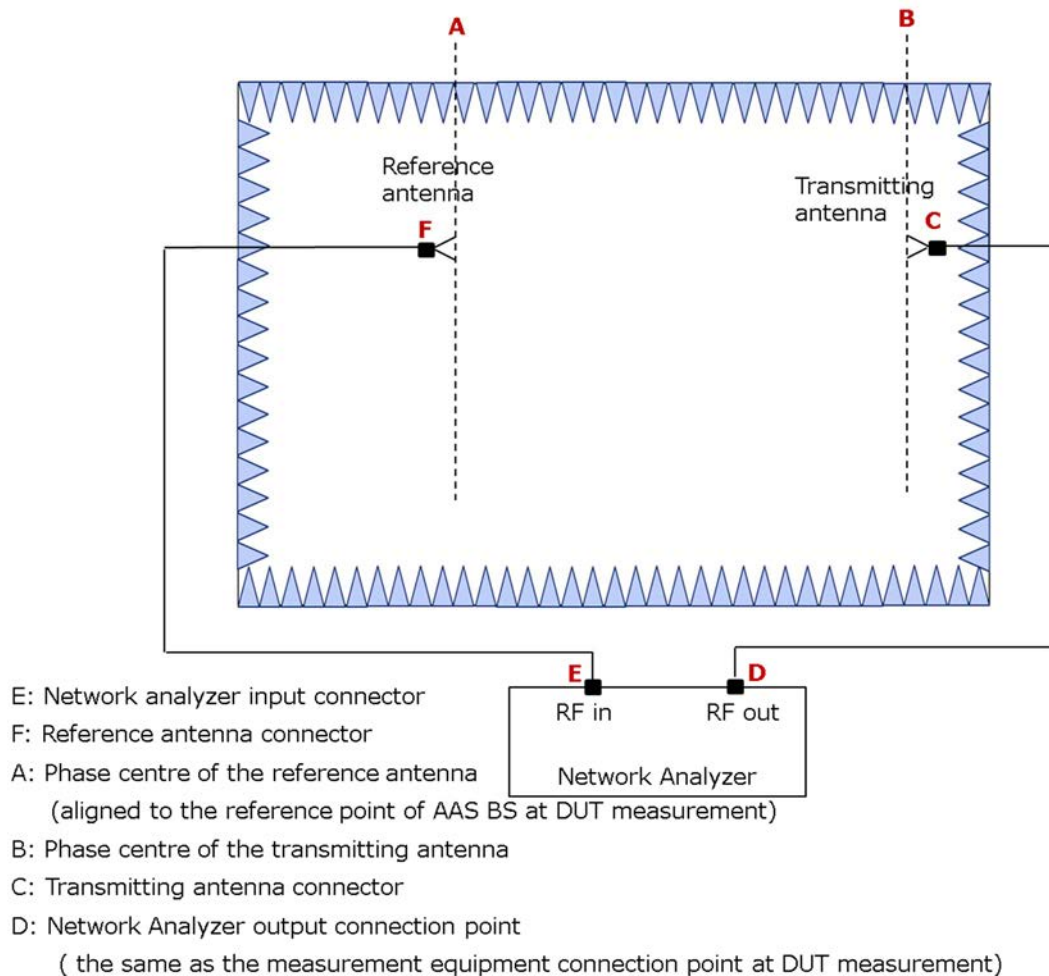 A
B
Reference
antenna
Transmitting
antenna
F
C
E
D
RF in
RF out
Network Analyzer
E: Network analyzer input connector
F: Reference antenna connector
A: Phase centre of the reference antenna
(aligned to the reference point of AAS BS at DUT measurement)
B: Phase centre of the transmitting antenna
C: Transmitting antenna connector
D: Network Analyzer output connection point
( the same as the measurement equipment connection point at DUT measurement)